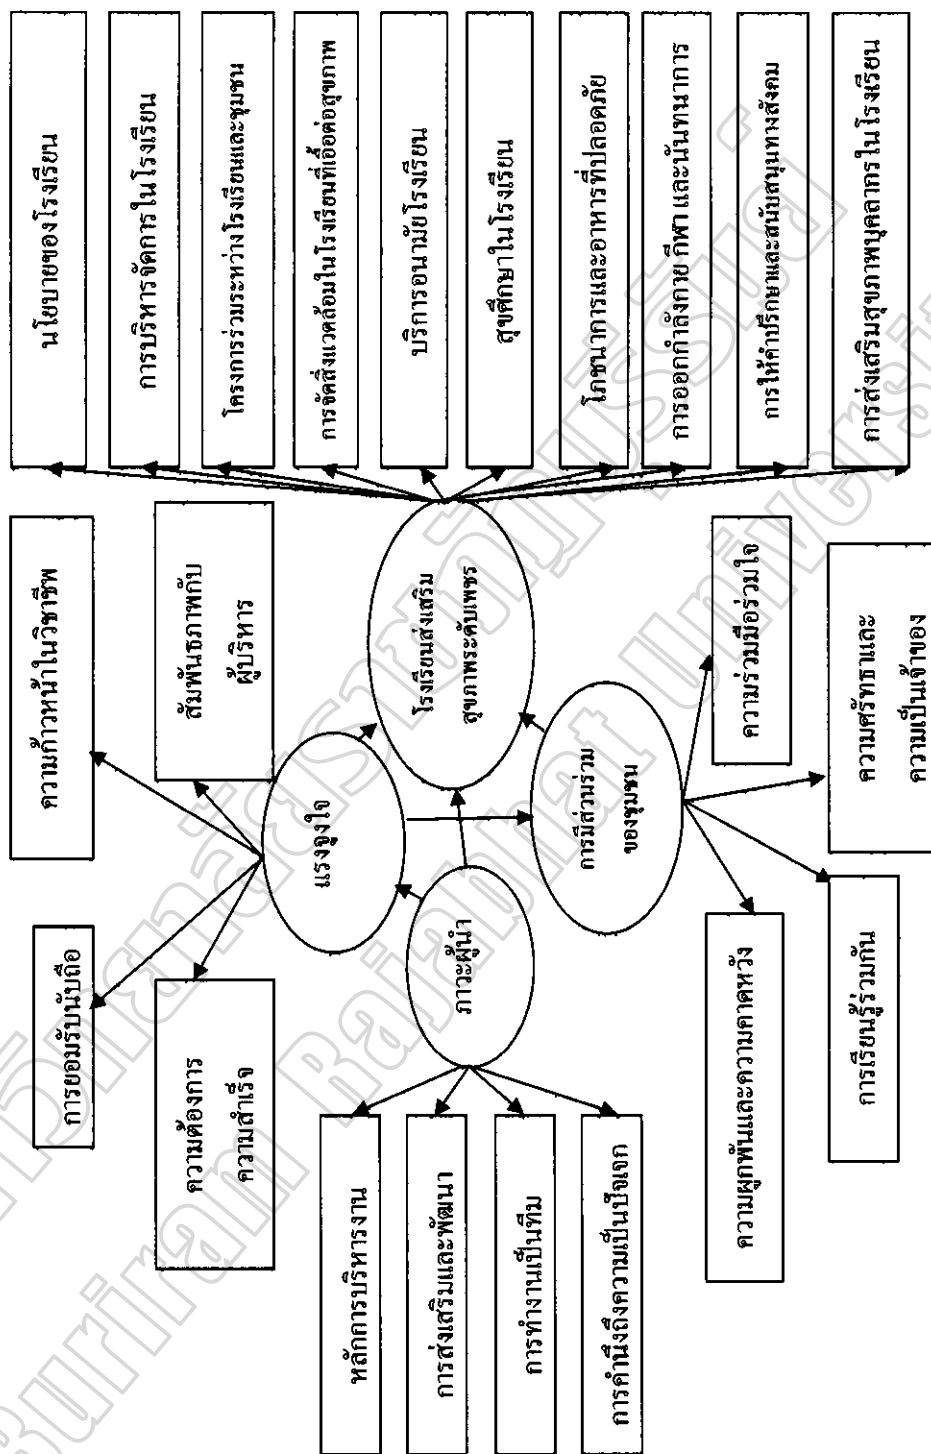 การยอมรับนับถือ
ความก้าวหน้าในวิชาชีพ
ความต้องการ
ความสำเร็จ
สัมพันธภาพกับ
ผู้บริหาร
แรงจูงใจ
หลักการบริหารงาน
การส่งเสริมและพัฒนา
การทำงานเป็นทีม
การคำนึงถึงความเป็นปัจเจก
ภาวะผู้นำ
โรงเรียนส่งเสริม
สุขภาพระดับเพชร
การมีส่วนร่วม
ของชุมชน
ความผูกพันและความคาดหวัง
ความร่วมมือร่วมใจ
การเรียนรู้ร่วมกัน
ความศรัทธาและ
ความเป็นเจ้าของ
นโยบายของโรงเรียน
การบริหารจัดการในโรงเรียน
โครงการร่วมระหว่างโรงเรียนและชุมชน
การจัดสิ่งแวดล้อมในโรงเรียนที่เอื้อต่อสุขภาพ
บริการอนามัยโรงเรียน
สุขศึกษาในโรงเรียน
โภชนาการและอาหารที่ปลอดภัย
การออกกำลังกาย กีฬา และนันทนาการ
การให้คำปรึกษาและสนับสนุนทางสังคม
การส่งเสริมสุขภาพบุคลากรในโรงเรียน
Buriram Rajabhat University